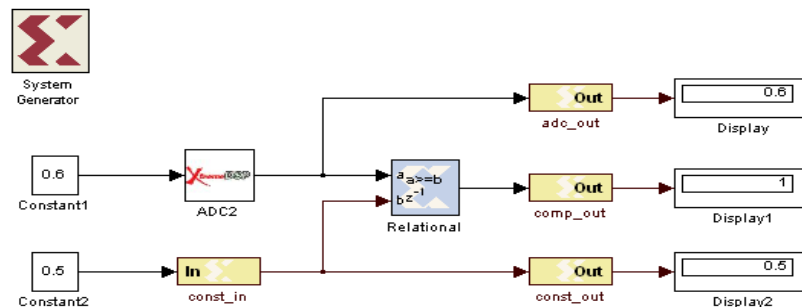 System
Generator
Out
adc_out
0.6
Display
0.6
Constant1
XtremeDSP
ADC2
a a>=b
b z-1
Relational
Out
comp_out
1
Display1
0.5
Constant2
In
const_in
Out
const_out
0.5
Display2